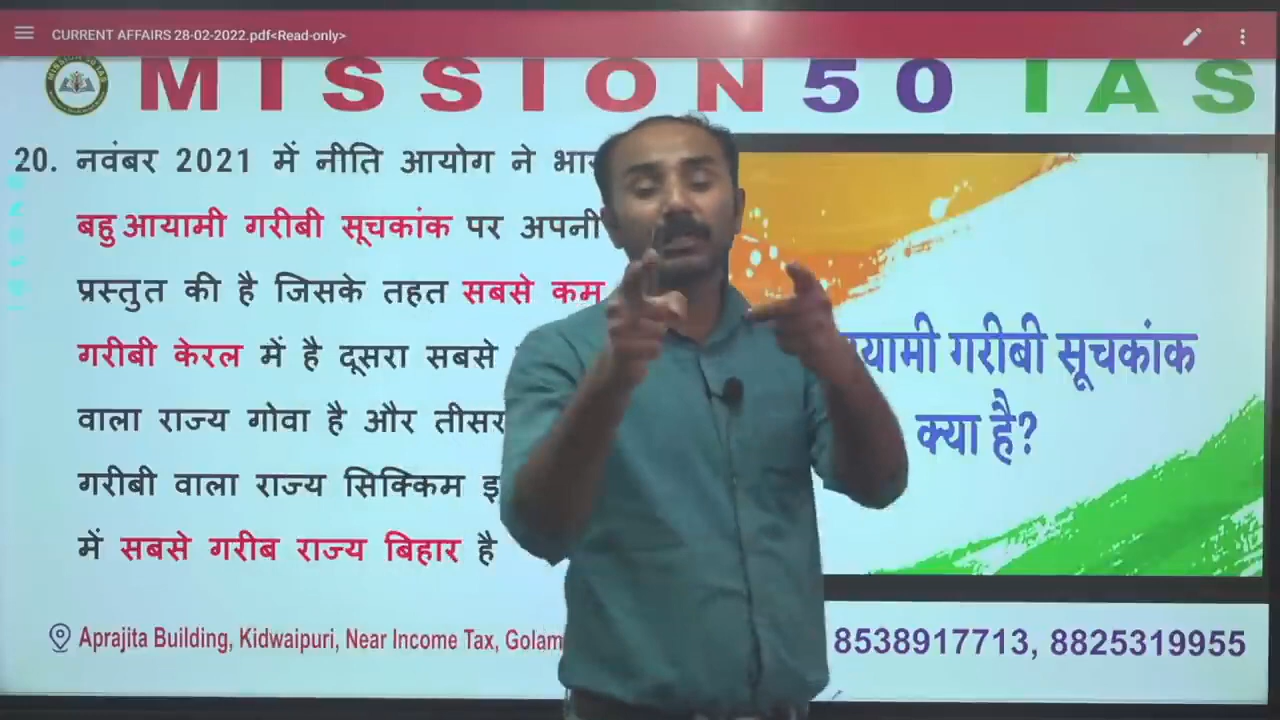 CURRENT AFFAIRS 28-02-2022.pdf<Read-only>
MISSION 50 IAS
20. नवंबर 2021 में नीति आयोग ने
बहु आयामी गरीबी सूचकांक पर अपनी
प्रस्तुत की है जिसके तहत सबसे कम
गरीबी केरल में है दूसरा सबसे
वाला राज्य गोवा है और
गरीबी वाला राज्य सिक्किम
में सबसे गरीब राज्य बिहार है
गरीबी सूचकांक
क्या है?
Aprajita Building, Kidwaipuri, Near Income Tax,
8538917713, 8825319955